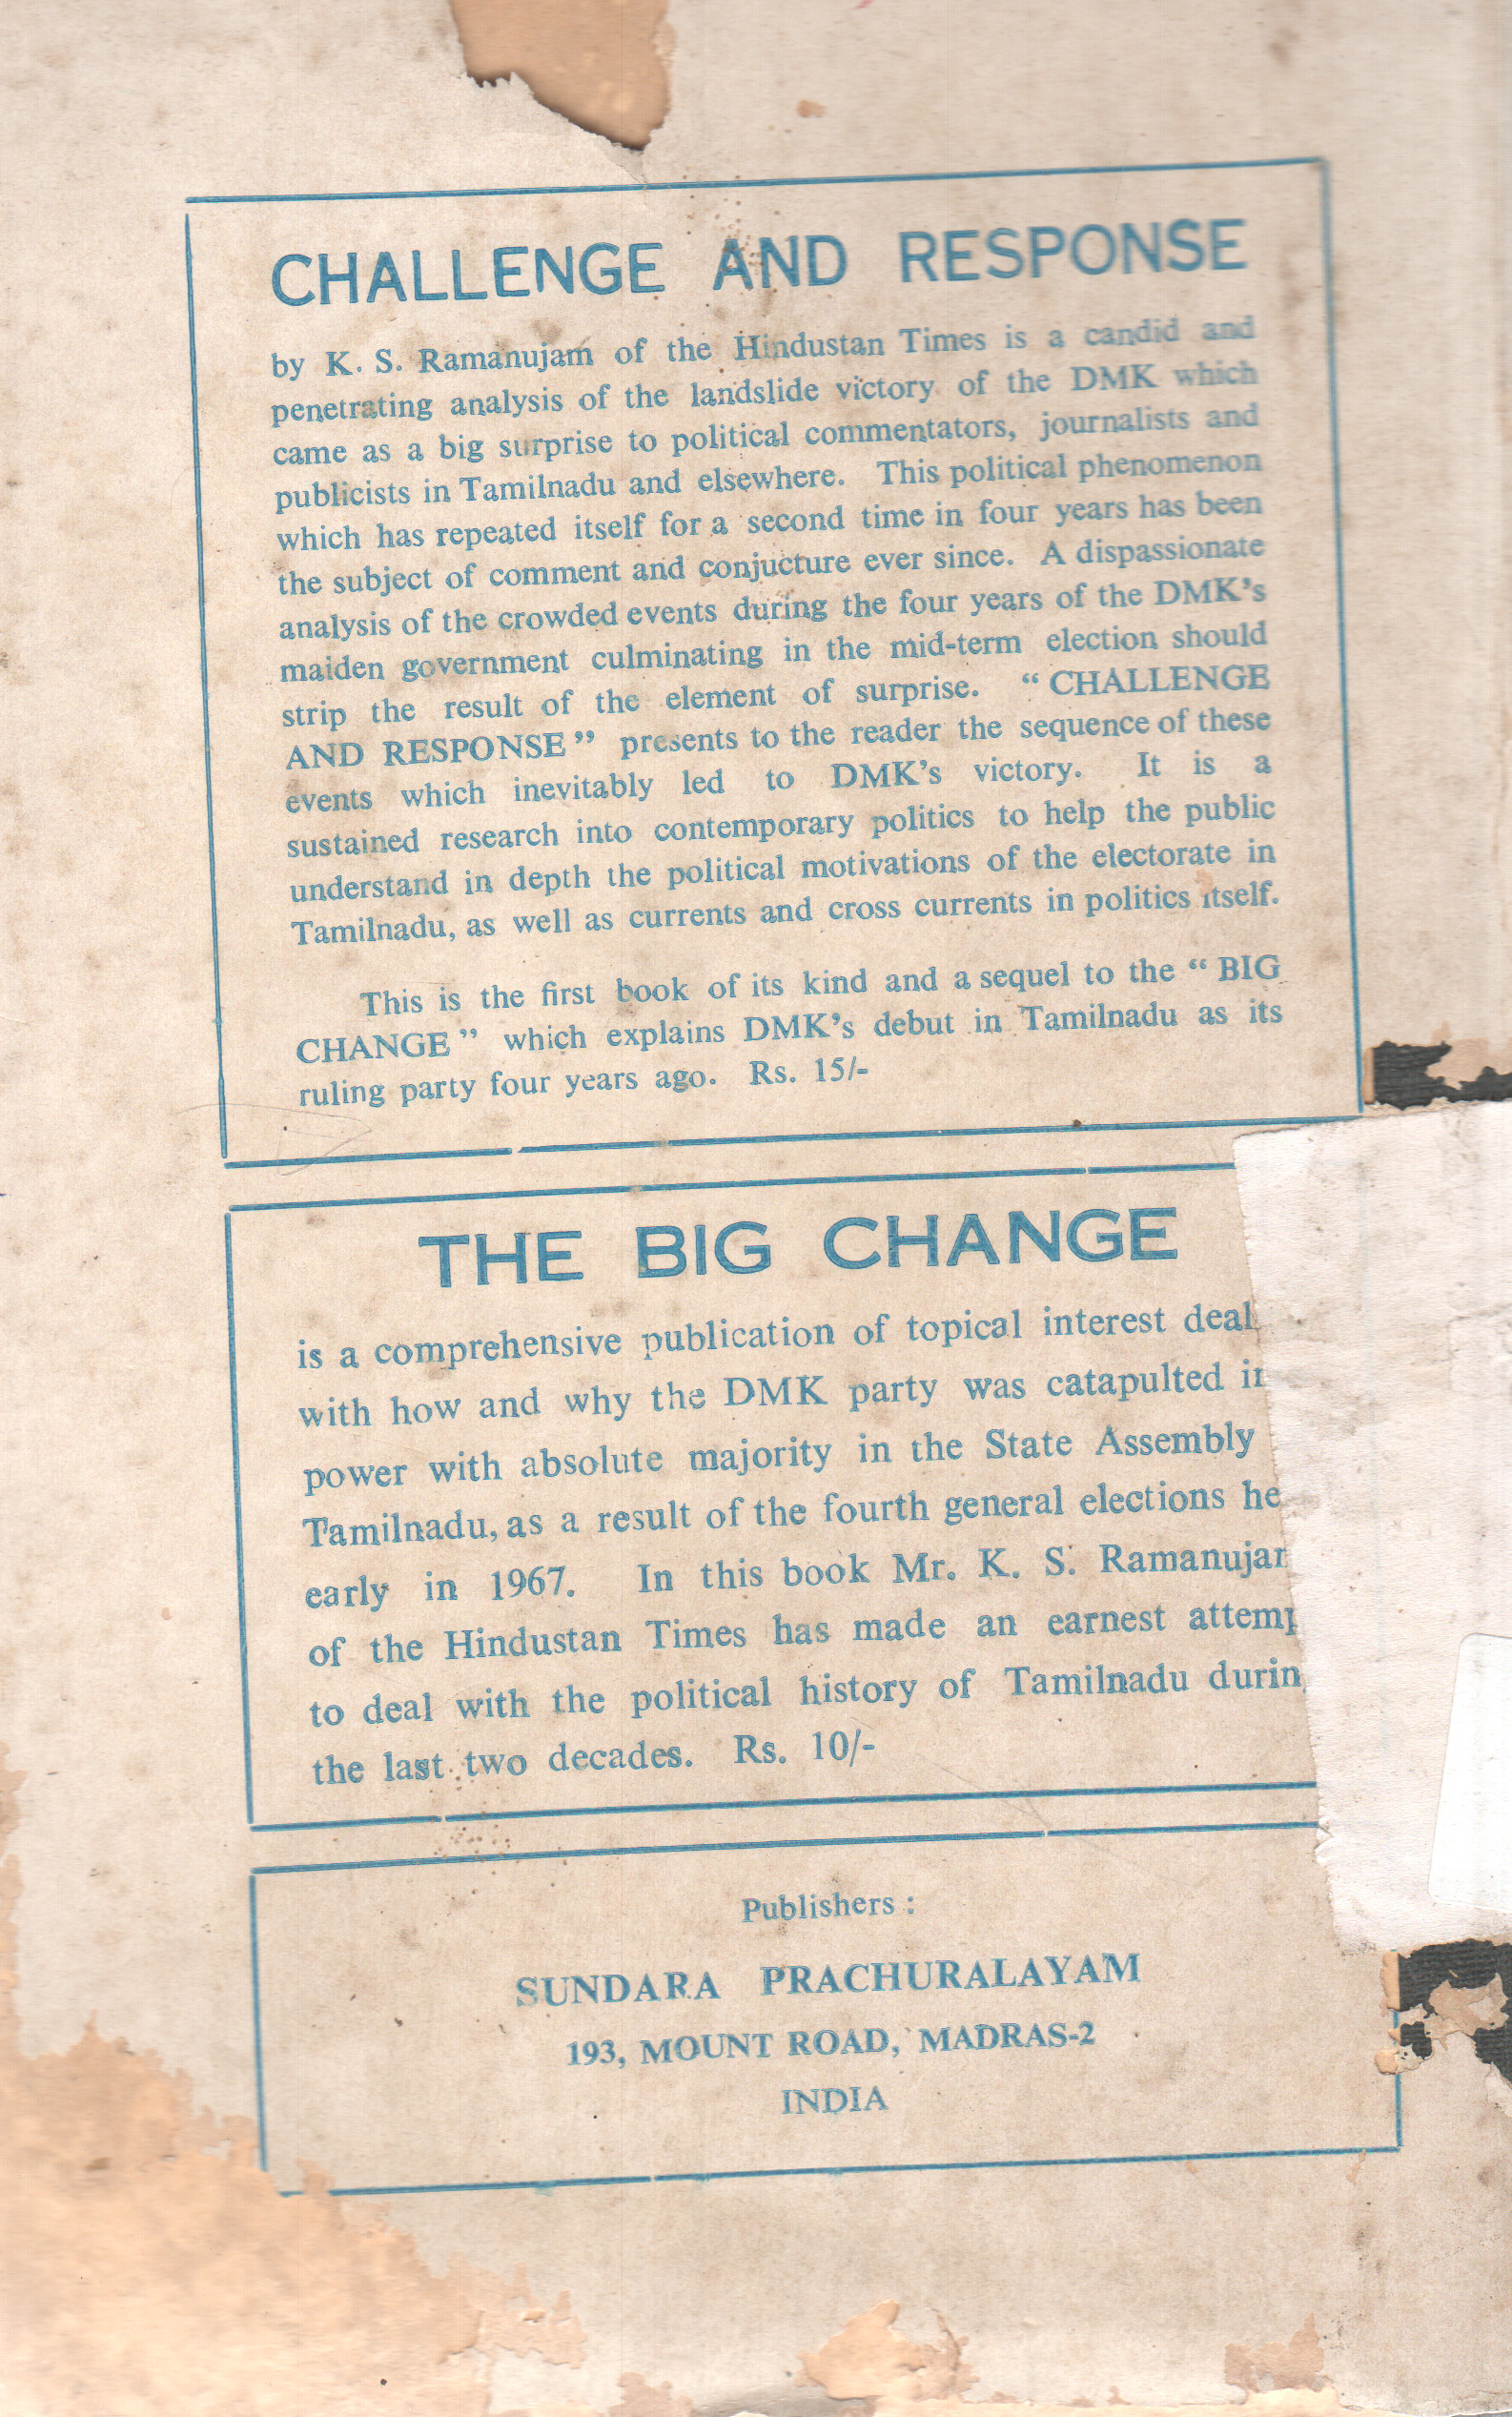 CHALLENGE AND RESPONSE
by K. S. Ramanujam of the Hindustan Times is a candid and
penetrating analysis of the landslide victory of the DMK which
came as a big surprise to political commentators, journalists and
publicists in Tamilnadu and elsewhere. This political phenomenon
which has repeated itself for a second time in four years has been
the subject of comment and conjucture ever since. A dispassionate
analysis of the crowded events during the four years of the DMK's
maiden government culminating in the mid-term election should
strip the result of the element of surprise. “ CHALLENGE
AND RESPONSE ” presents to the reader the sequence of these
events which inevitably led to DMK's victory. It is a
sustained research into contemporary politics to help the public
understand in depth the political motivations of the electorate in
Tamilnadu, as well as currents and cross currents in politics itself.
This is the first book of its kind and a sequel to the “ BIG
CHANGE ” which explains DMK's debut in Tamilnadu as its
ruling party four years ago. Rs. 15/-
THE BIG CHANGE
is a comprehensive publication of topical interest deal
with how and why the DMK party was catapulted
power with absolute majority in the State Assembly
Tamilnadu, as a result of the fourth general elections he
early in 1967. In this book Mr. K. S. Ramanuja
of the Hindustan Times has made an earnest attem
to deal with the political history of Tamilnadu durin
the last two decades. Rs. 10/-
Publishers :
SUNDARA PRACHURALAYAM
193, MOUNT ROAD, MADRAS-2
INDIA